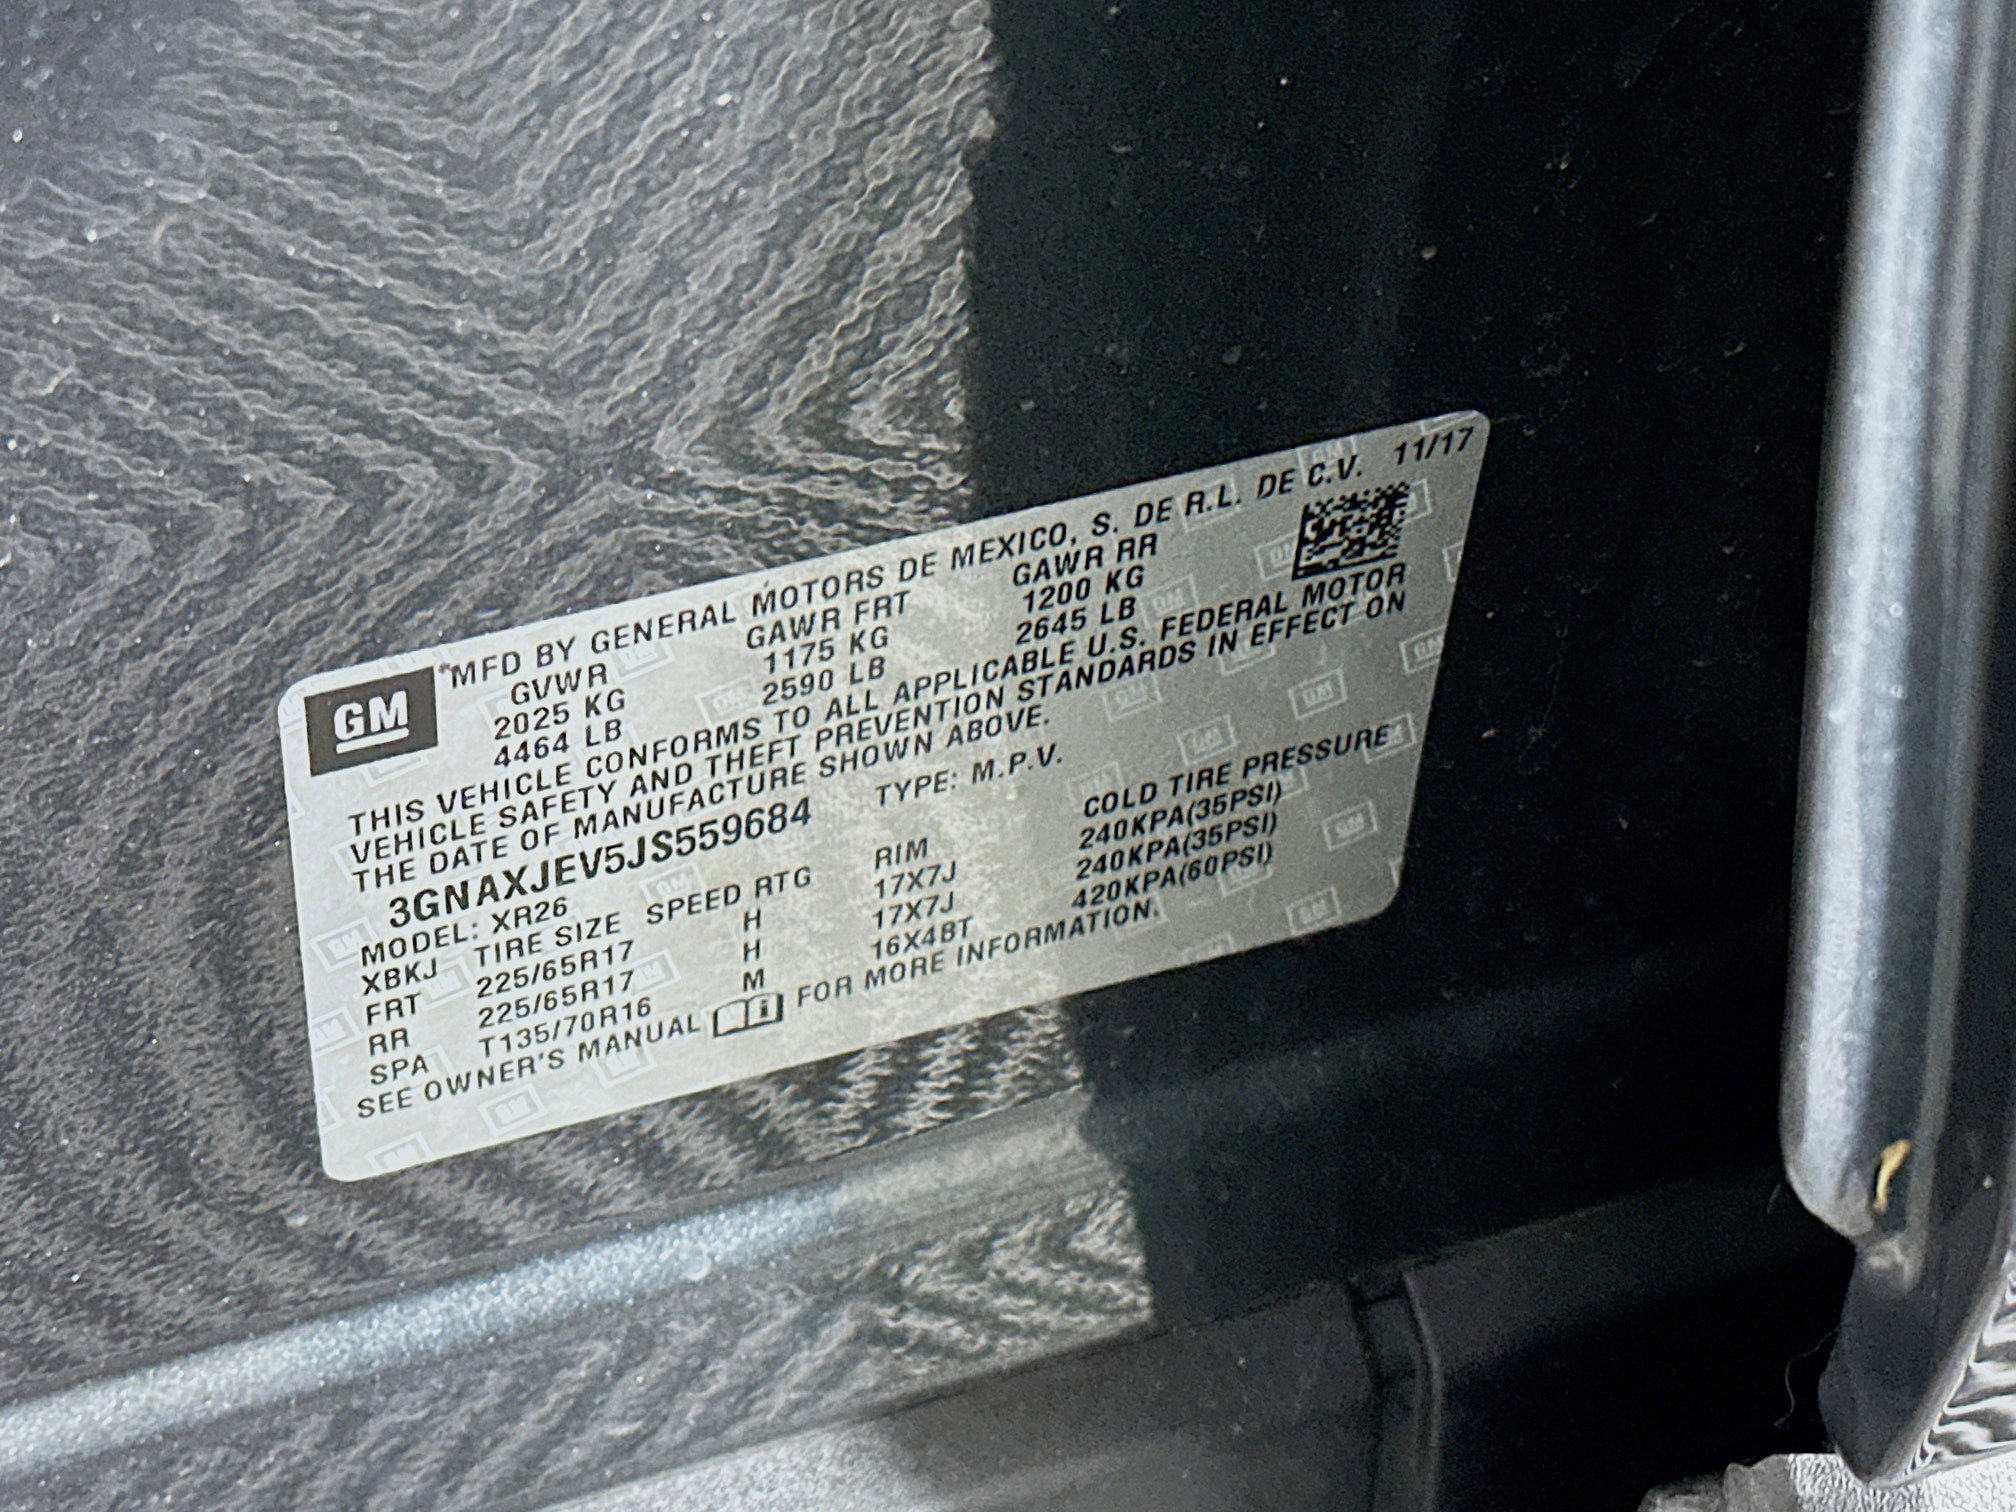 GM
*MFD BY GENERAL MOTORS DE MEXICO, S. DE R.L. DE C.V. 11/17
GVWR GAWR FRT GAWR RR
2025 KG 1175 KG 1200 KG
4464 LB 2590 LB 2645 LB
THIS VEHICLE CONFORMS TO ALL APPLICABLE U.S. FEDERAL MOTOR
VEHICLE SAFETY AND THEFT PREVENTION STANDARDS IN EFFECT ON
THE DATE OF MANUFACTURE SHOWN ABOVE.
3GNAXJEV5JS559684 TYPE: M.P.V.
MODEL: XR26
XBKJ TIRE SIZE SPEED RTG RIM COLD TIRE PRESSURE
FRT 225/65R17 H 17X7J 240KPA(35PSI)
RR 225/65R17 H 17X7J 240KPA(35PSI)
SPA T135/70R16 M 16X4BT 420KPA(60PSI)
SEE OWNER'S MANUAL FOR MORE INFORMATION.